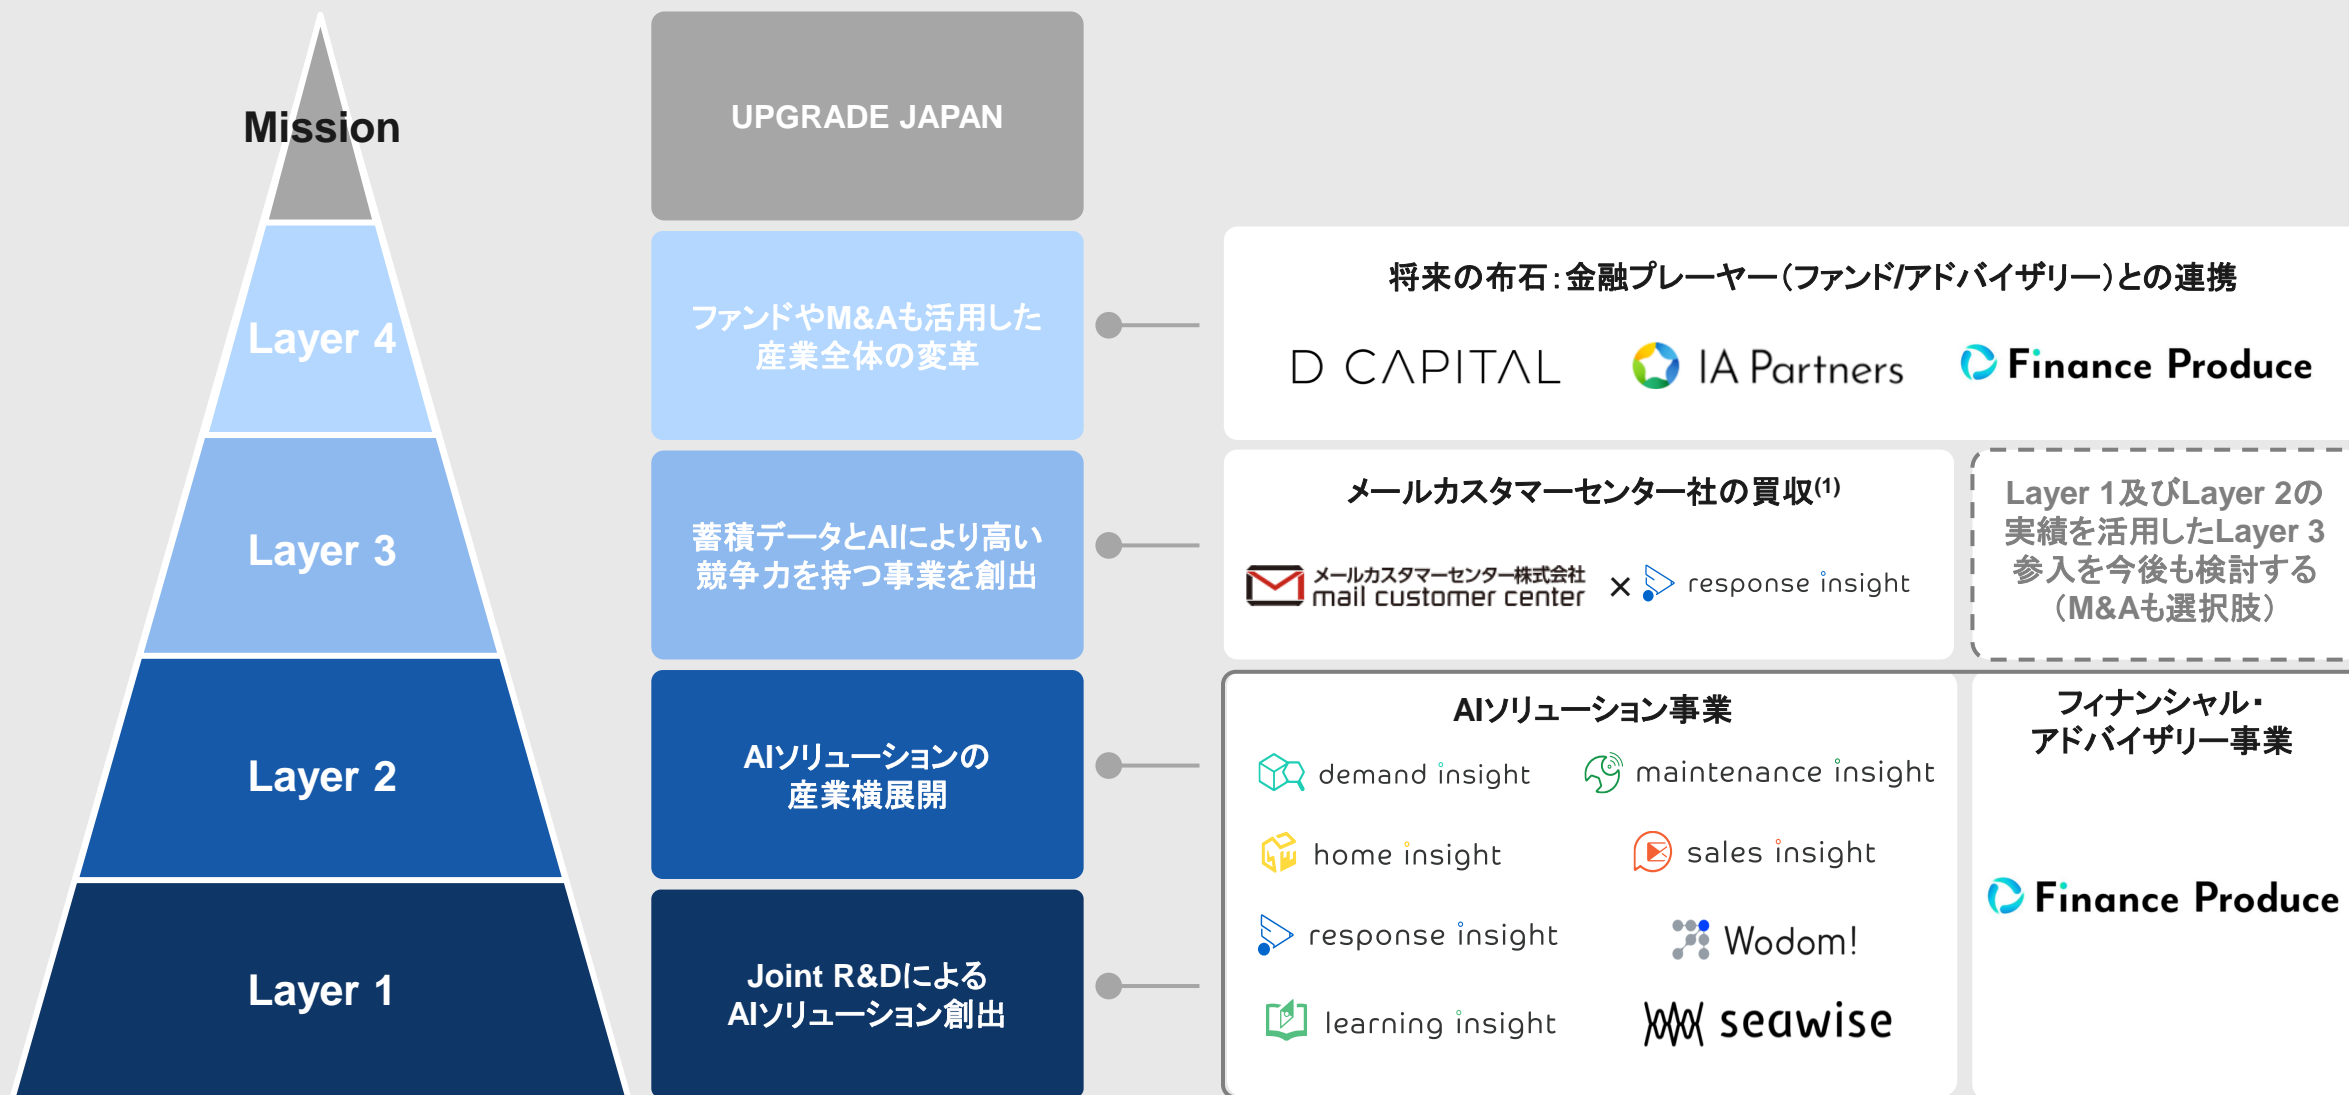 Mission
UPGRADE JAPAN
Layer 4
ファンドやM&Aも活用した
産業全体の変革
将来の布石：金融プレーヤー（ファンド/アドバイザリー）との連携
D CAPITAL
IA Partners
Finance Produce
Layer 3
蓄積データとAIにより高い
競争力を持つ事業を創出
メールカスタマーセンター社の買収(1)
メールカスタマーセンター株式会社
mail customer center
×
response insight
Layer 1及びLayer 2の
実績を活用したLayer 3
参入を今後も検討する
（M&Aも選択肢）
Layer 2
AIソリューションの
産業横展開
Layer 1
Joint R&Dによる
AIソリューション創出
AIソリューション事業
demand insight
maintenance insight
home insight
sales insight
response insight
Wodom!
learning insight
seawise
フィナンシャル・
アドバイザリー事業
Finance Produce